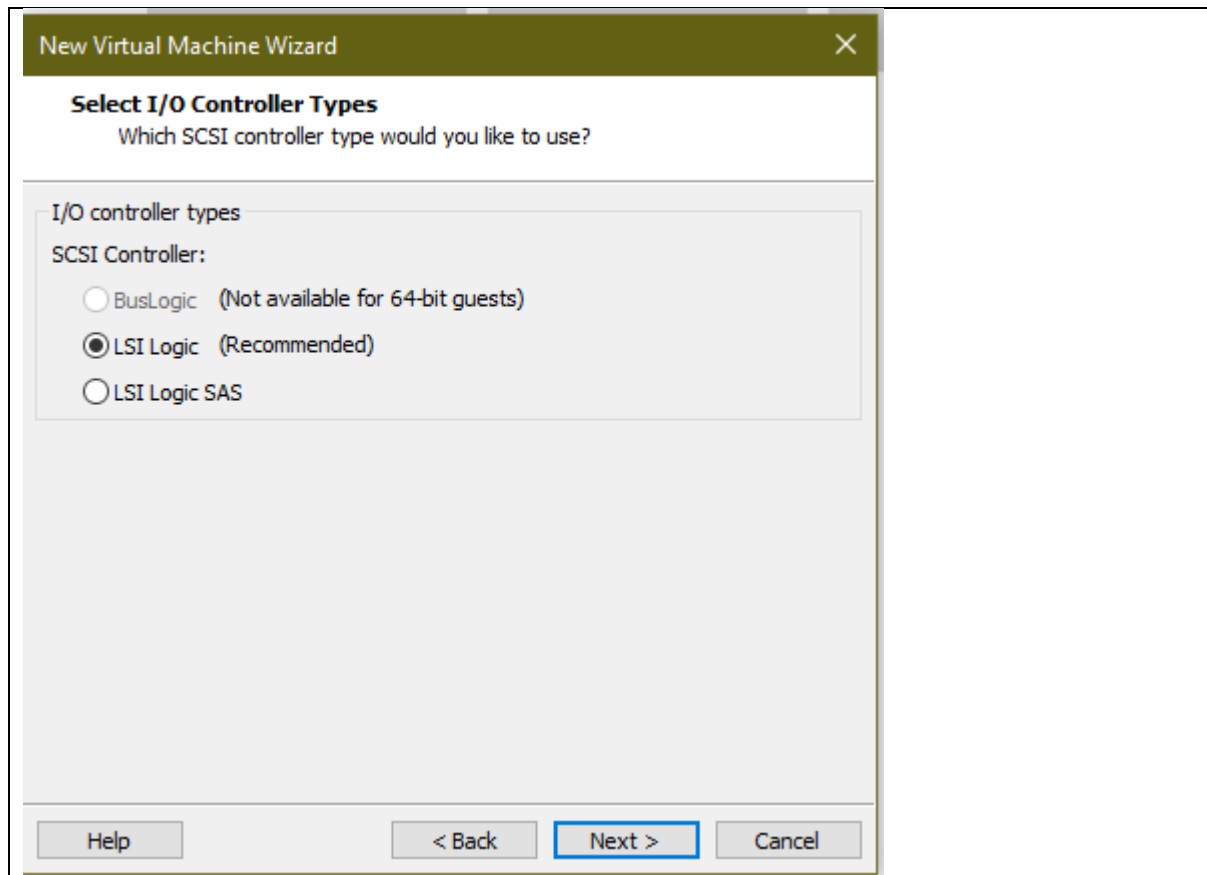 New Virtual Machine Wizard
Select I/O Controller Types
Which SCSI controller type would you like to use?
I/O controller types
SCSI Controller:
BusLogic (Not available for 64-bit guests)
LSI Logic (Recommended)
LSI Logic SAS
Help < Back Next > Cancel